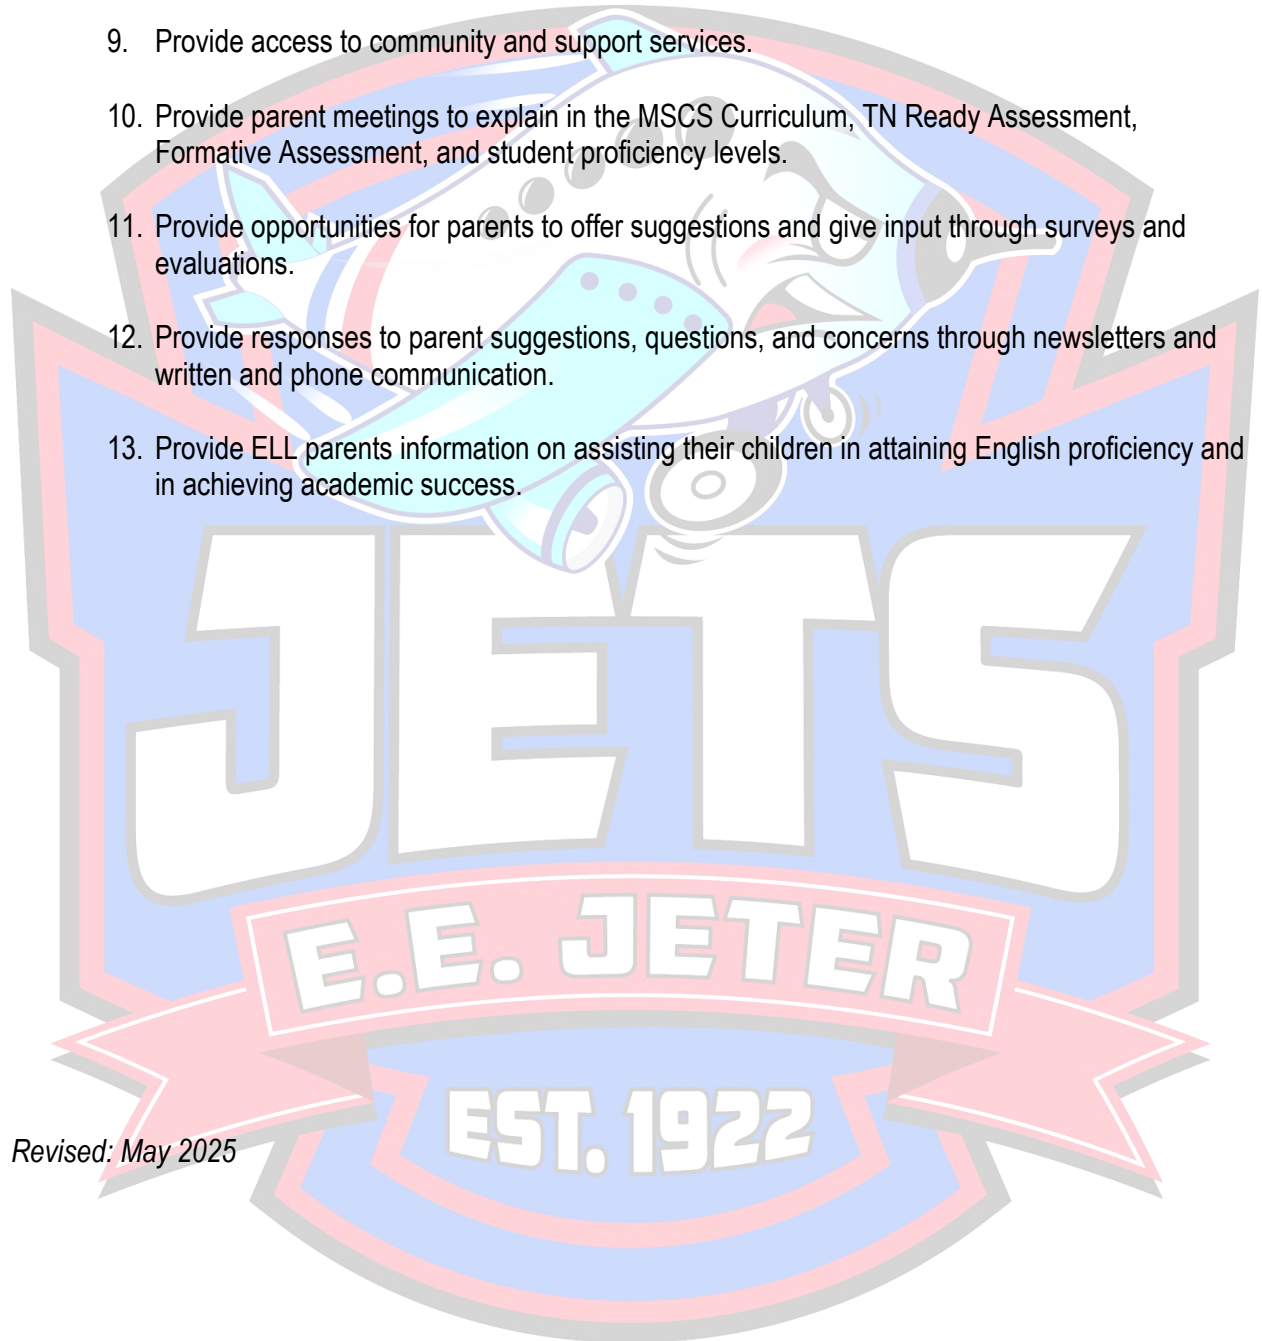 9. Provide access to community and support services.
10. Provide parent meetings to explain in the MSCS Curriculum, TN Ready Assessment,
Formative Assessment, and student proficiency levels.
11. Provide opportunities for parents to offer suggestions and give input through surveys and
evaluations.
12. Provide responses to parent suggestions, questions, and concerns through newsletters and
written and phone communication.
13. Provide ELL parents information on assisting their children in attaining English proficiency and
in achieving academic success.
JETS
E.E. JETER
EST. 1922
Revised: May 2025